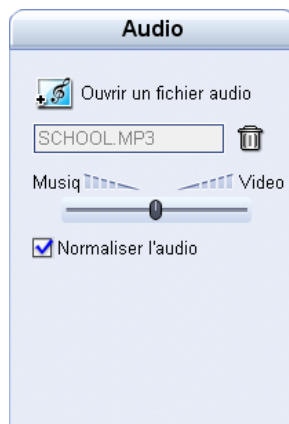 Audio
Ouvrir un fichier audio
SCHOOL.MP3
Musiq Video
Normaliser l'audio